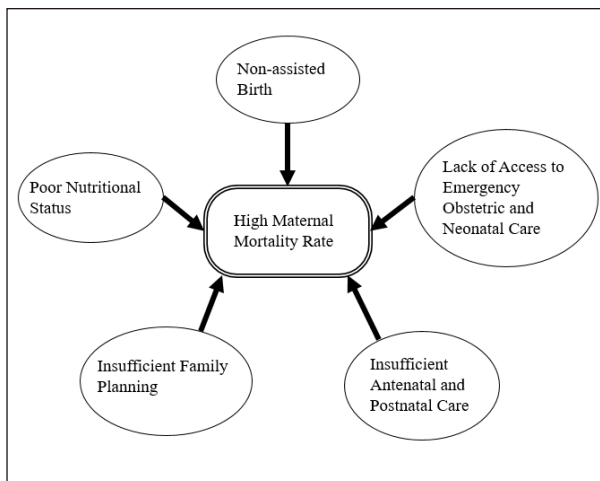 Non-assisted
Birth
Poor Nutritional
Status
Lack of Access to
Emergency
Obstetric and
Neonatal Care
High Maternal
Mortality Rate
Insufficient Family
Planning
Insufficient
Antenatal and
Postnatal Care